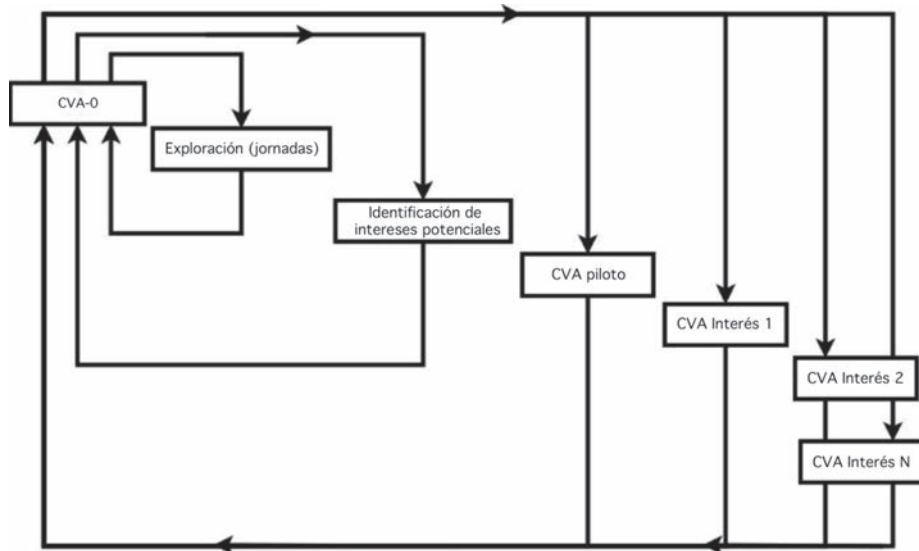 CVA-0
Exploración (jornadas)
Identificación de
intereses potenciales
CVA piloto
CVA Interés 1
CVA Interés 2
CVA Interés N